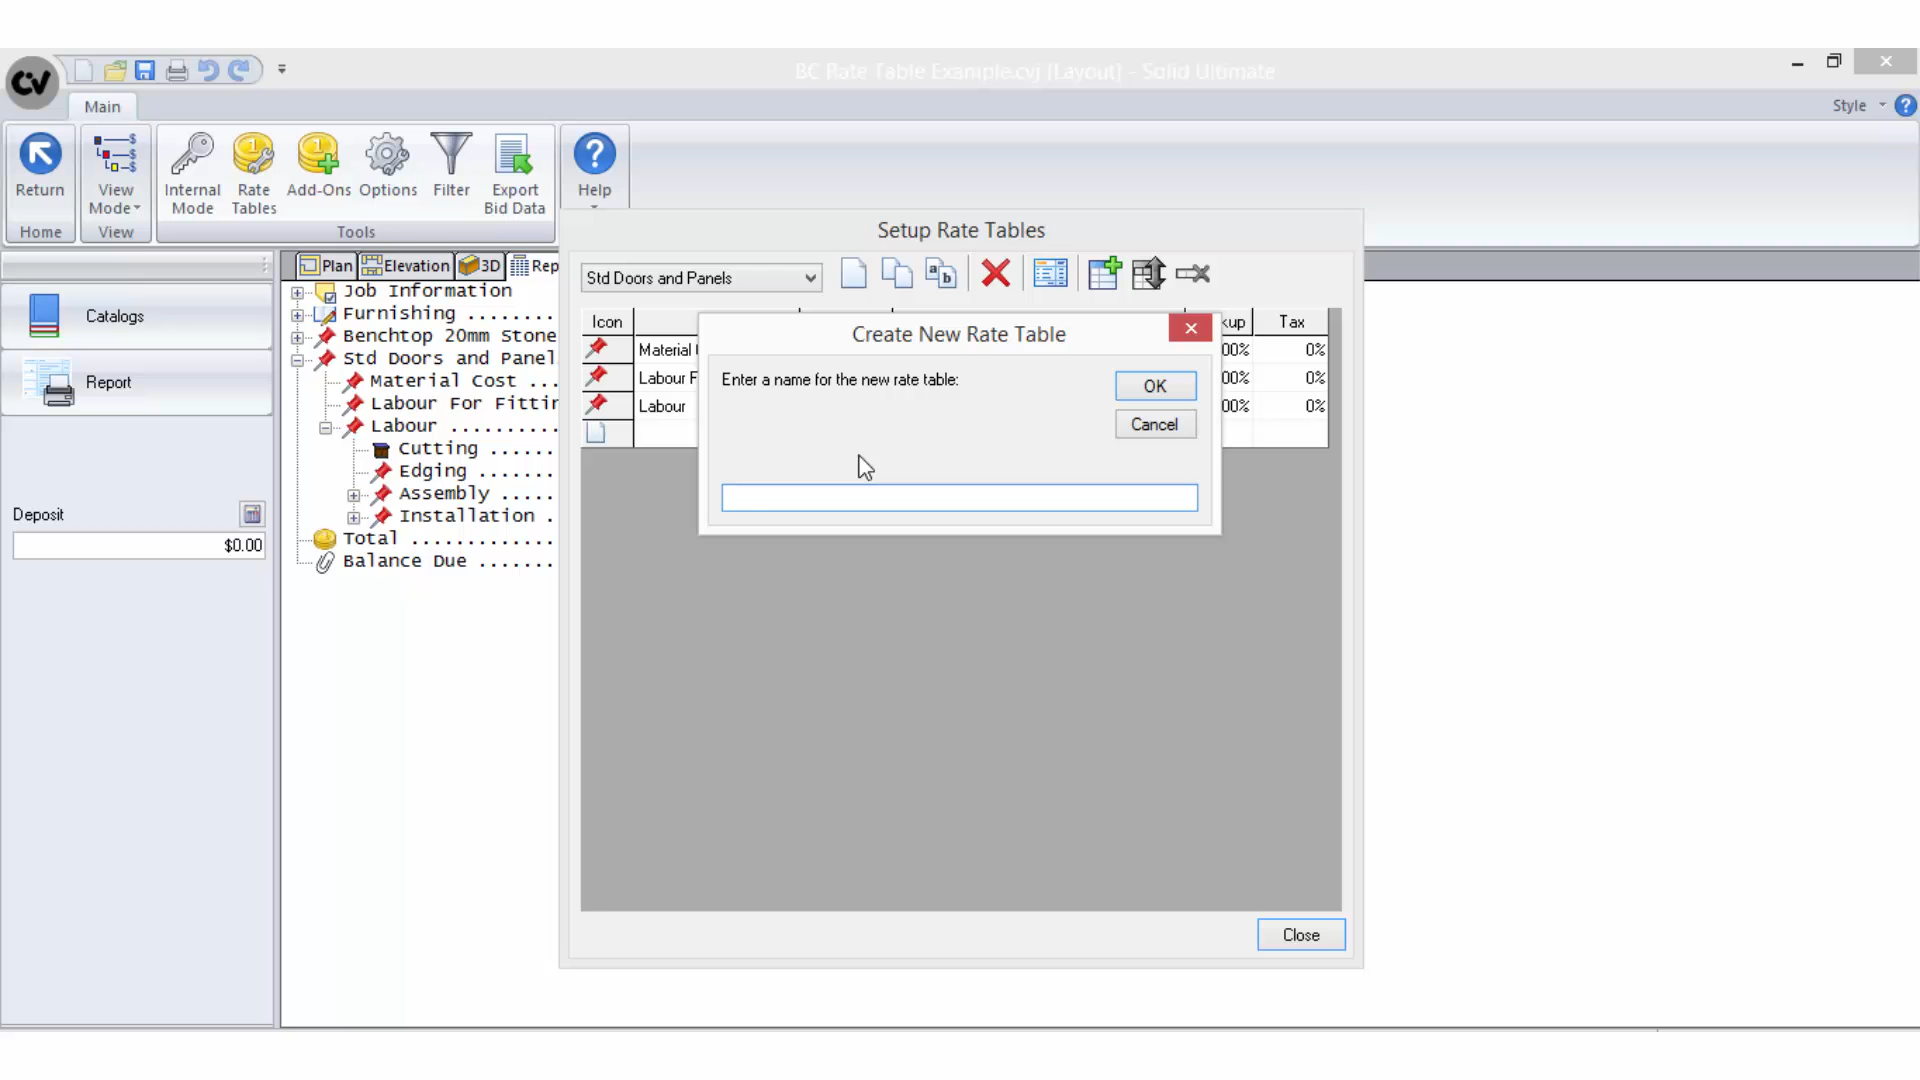 CV
BC Rate Table Example.cvj [Layout] - Solid Ultimate
Main
Style
Return
View
Mode
Internal
Mode
Rate
Tables
Add-Ons
Options
Filter
Export
Bid Data
Help
Home
View
Tools
Catalogs
Report
Deposit
$0.00
Plan
Elevation
3D
Rep
Job Information
Furnishing ........
Benchtop 20mm Stone
Std Doors and Panel
Material Cost ...
Labour For Fittir
Labour ..........
Cutting ......
Edging .......
Assembly .....
Installation .
Total .............
Balance Due .......
Setup Rate Tables
Std Doors and Panels
Icon
kup
Tax
Material
00%
0%
Labour F
00%
0%
Labour
00%
0%
Create New Rate Table
Enter a name for the new rate table:
OK
Cancel
Close